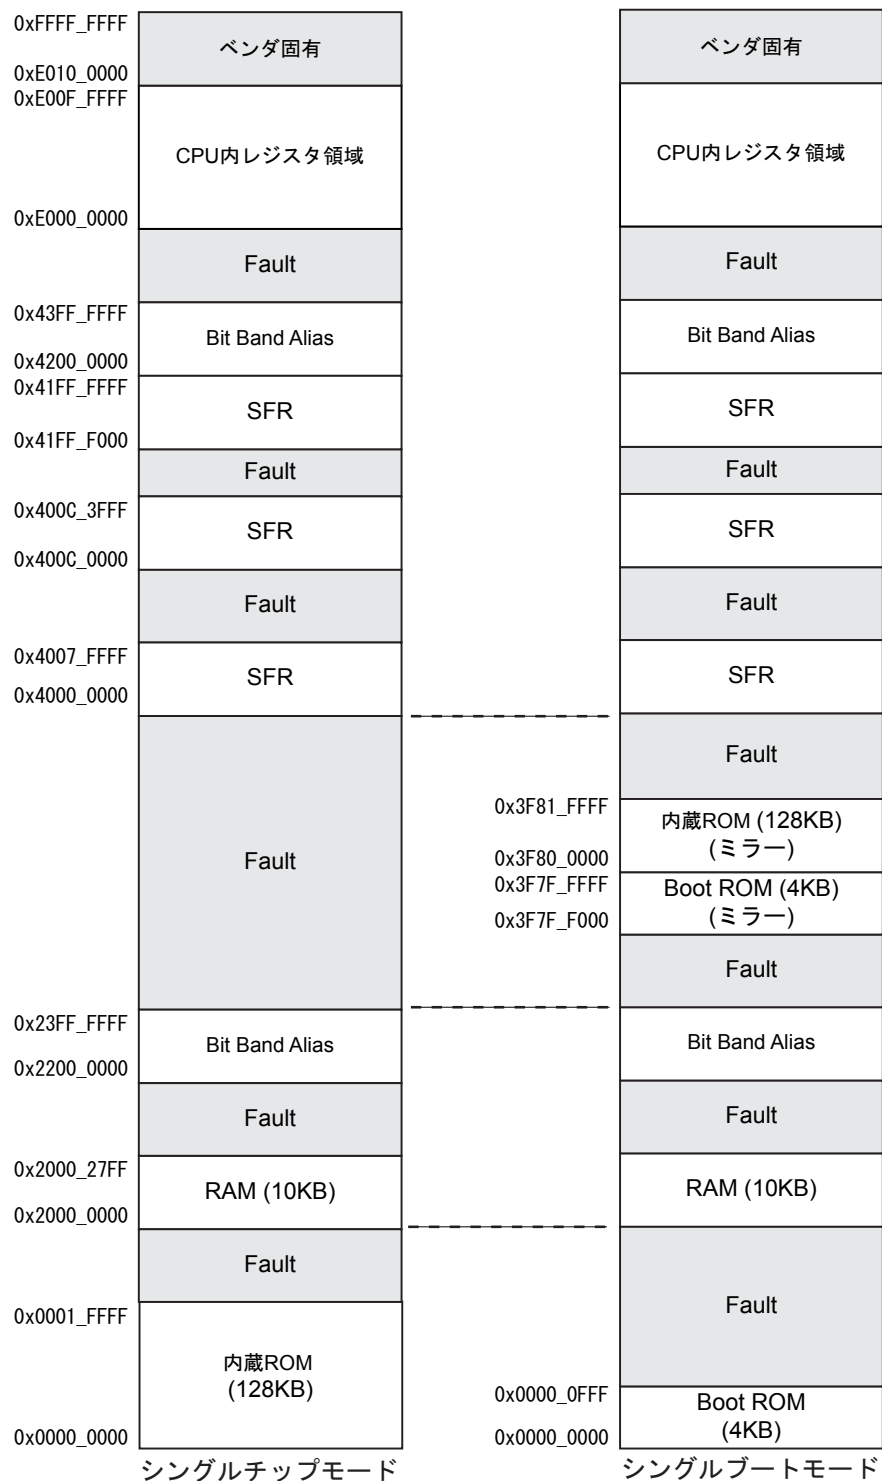 0xFFFF_FFFF
ベンダ固有
0xE010_0000
0xE00F_FFFF
CPU内レジスタ領域
0xE000_0000
Fault
0x43FF_FFFF
Bit Band Alias
0x4200_0000
0x41FF_FFFF
SFR
0x41FF_F000
Fault
0x400C_3FFF
SFR
0x400C_0000
Fault
0x4007_FFFF
SFR
0x4000_0000
Fault
0x23FF_FFFF
Bit Band Alias
0x2200_0000
Fault
0x2000_27FF
RAM (10KB)
0x2000_0000
Fault
0x0001_FFFF
内蔵ROM
(128KB)
0x0000_0000
シングルチップモード
ベンダ固有
CPU内レジスタ領域
Fault
Bit Band Alias
SFR
Fault
SFR
Fault
SFR
Fault
0x3F81_FFFF
内蔵ROM (128KB)
(ミラー)
0x3F80_0000
0x3F7F_FFFF
Boot ROM (4KB)
(ミラー)
0x3F7F_F000
Fault
Bit Band Alias
Fault
RAM (10KB)
Fault
0x0000_0FFF
Boot ROM
(4KB)
0x0000_0000
シングルブートモード